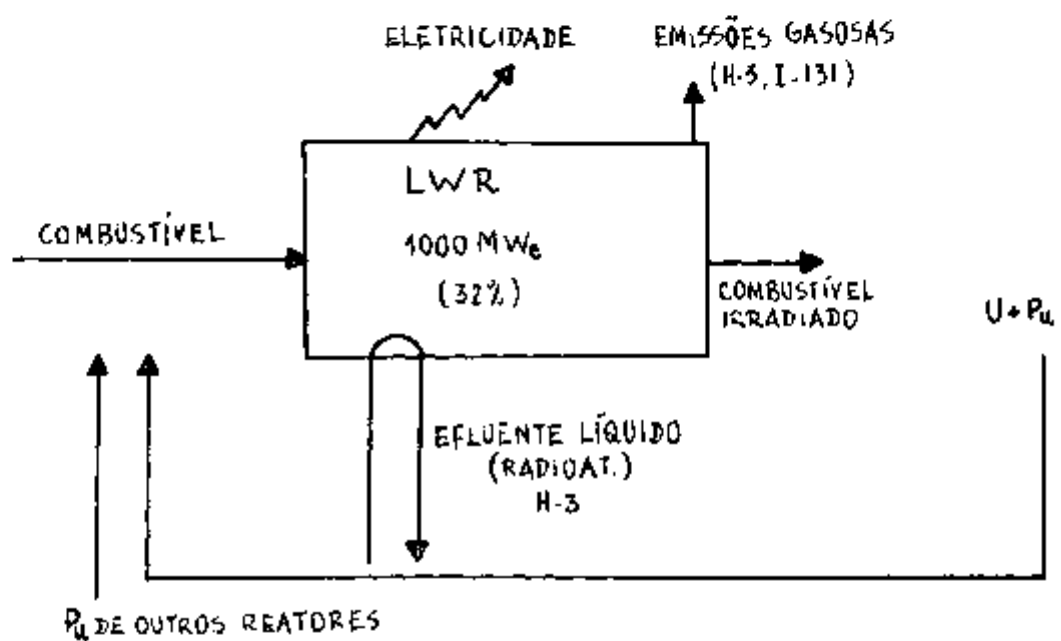 ELETRICIDADE
EMISSÕES GASOSAS
(H-3, I-131)
LWR
1000 MWe
(32%)
COMBUSTÍVEL
COMBUSTÍVEL
IRRADIADO
U+Pu
EFLUENTE LÍQUIDO
(RADIOAT.)
H-3
Pu DE OUTROS REATORES